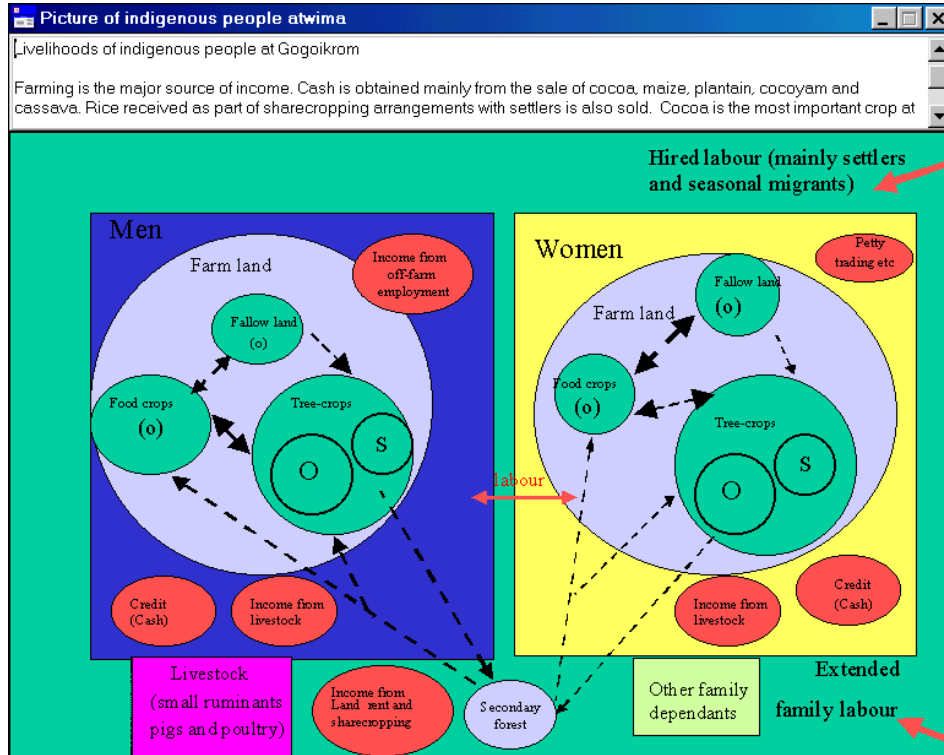 Picture of indigenous people atwima
Livelihoods of indigenous people at Gogoikrom
Farming is the major source of income. Cash is obtained mainly from the sale of cocoa, maize, plantain, cocoyam and
cassava. Rice received as part of sharecropping arrangements with settlers is also sold. Cocoa is the most important crop at
Hired labour (mainly settlers
and seasonal migrants)
Men
Farm land
Income from
off-farm
employment
Fallow land
(o)
Food crops
(o)
Tree-crops
O
S
Credit
(Cash)
Income from
livestock
labour
Women
Petty
trading etc
Farm land
Fallow land
(o)
Food crops
(o)
Tree-crops
O
S
Income from
livestock
Credit
(Cash)
Livestock
(small ruminants
pigs and poultry)
Income from
Land rent and
sharecropping
Secondary
forest
Other family
dependants
Extended
family labour